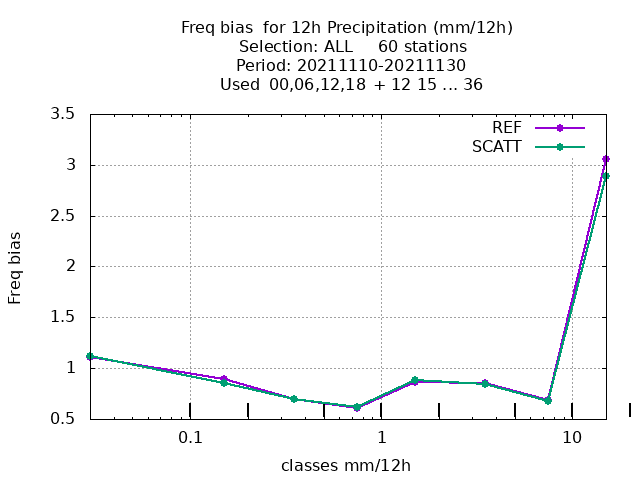 Freq bias  for 12h Precipitation (mm/12h)
Selection: ALL     60 stations
Period: 20211110-20211130
Used  00,06,12,18  + 12 15 ... 36
REF
SCATT
3.5
3
2.5
2
1.5
1
0.5
Freq bias
0.1 1 10
classes mm/12h